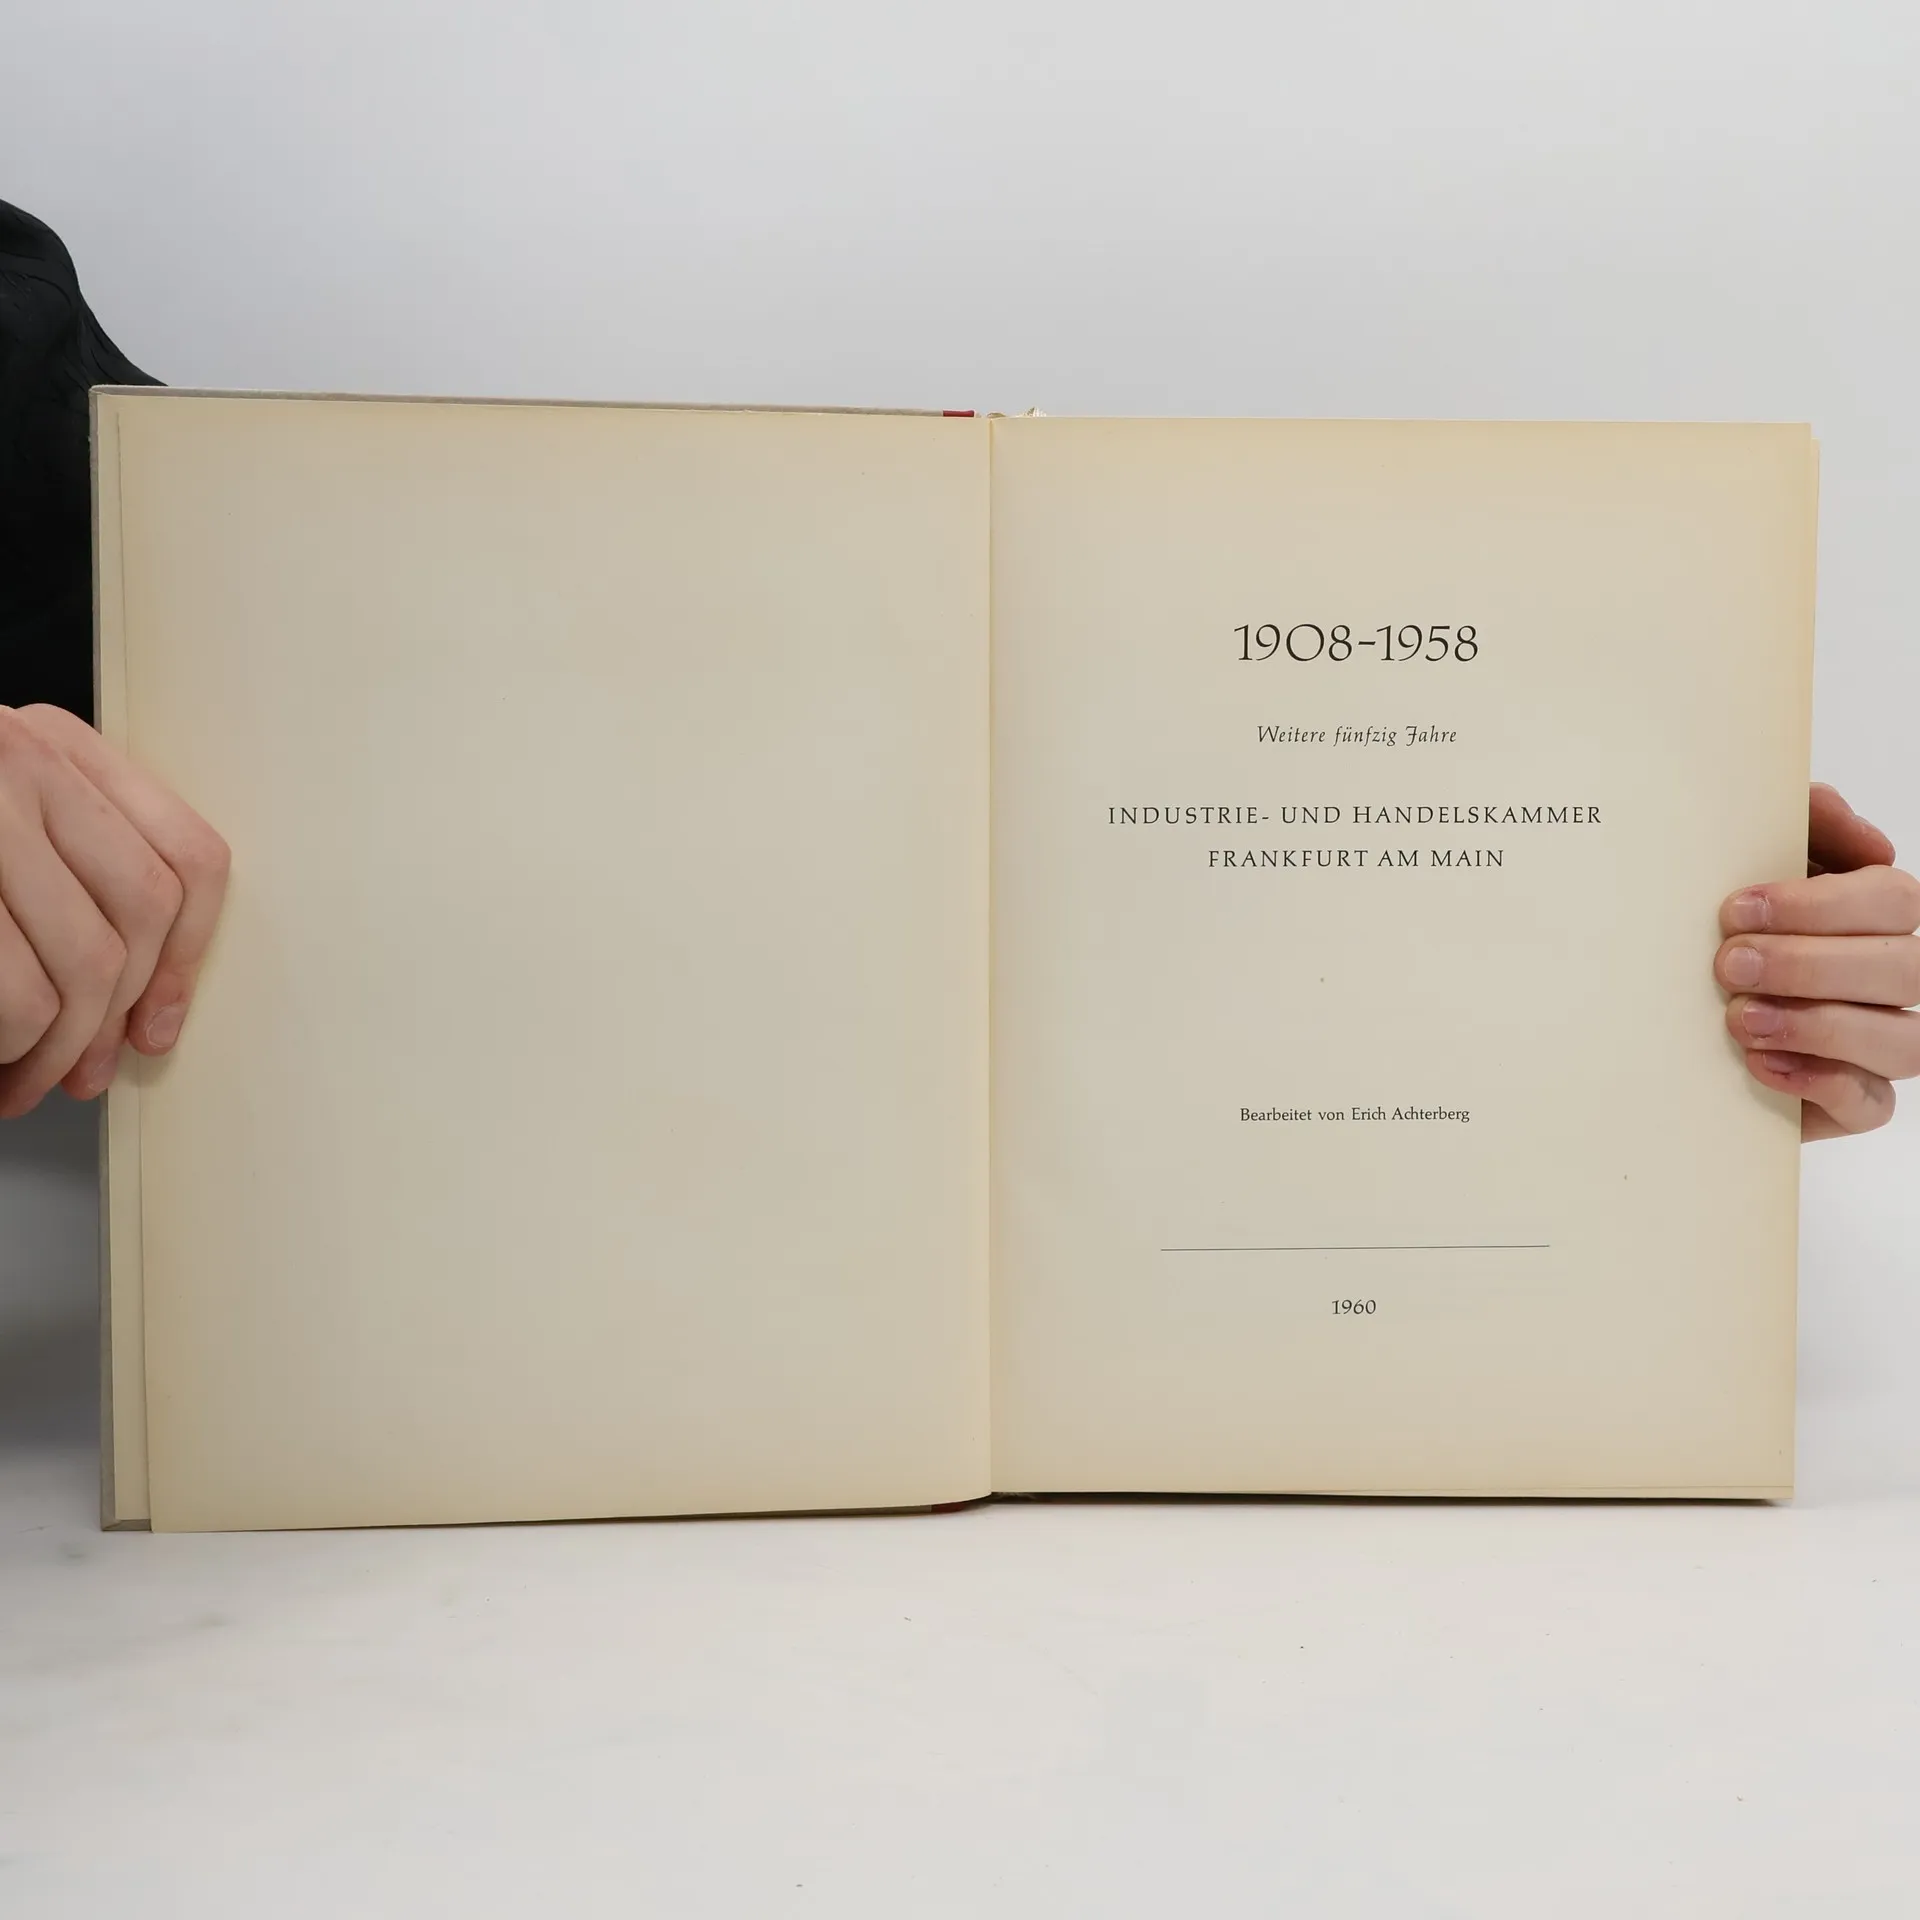 1908-1958
Weitere fünfzig Jahre
INDUSTRIE- UND HANDELSKAMMER
FRANKFURT AM MAIN
Bearbeitet von Erich Achterberg
1960